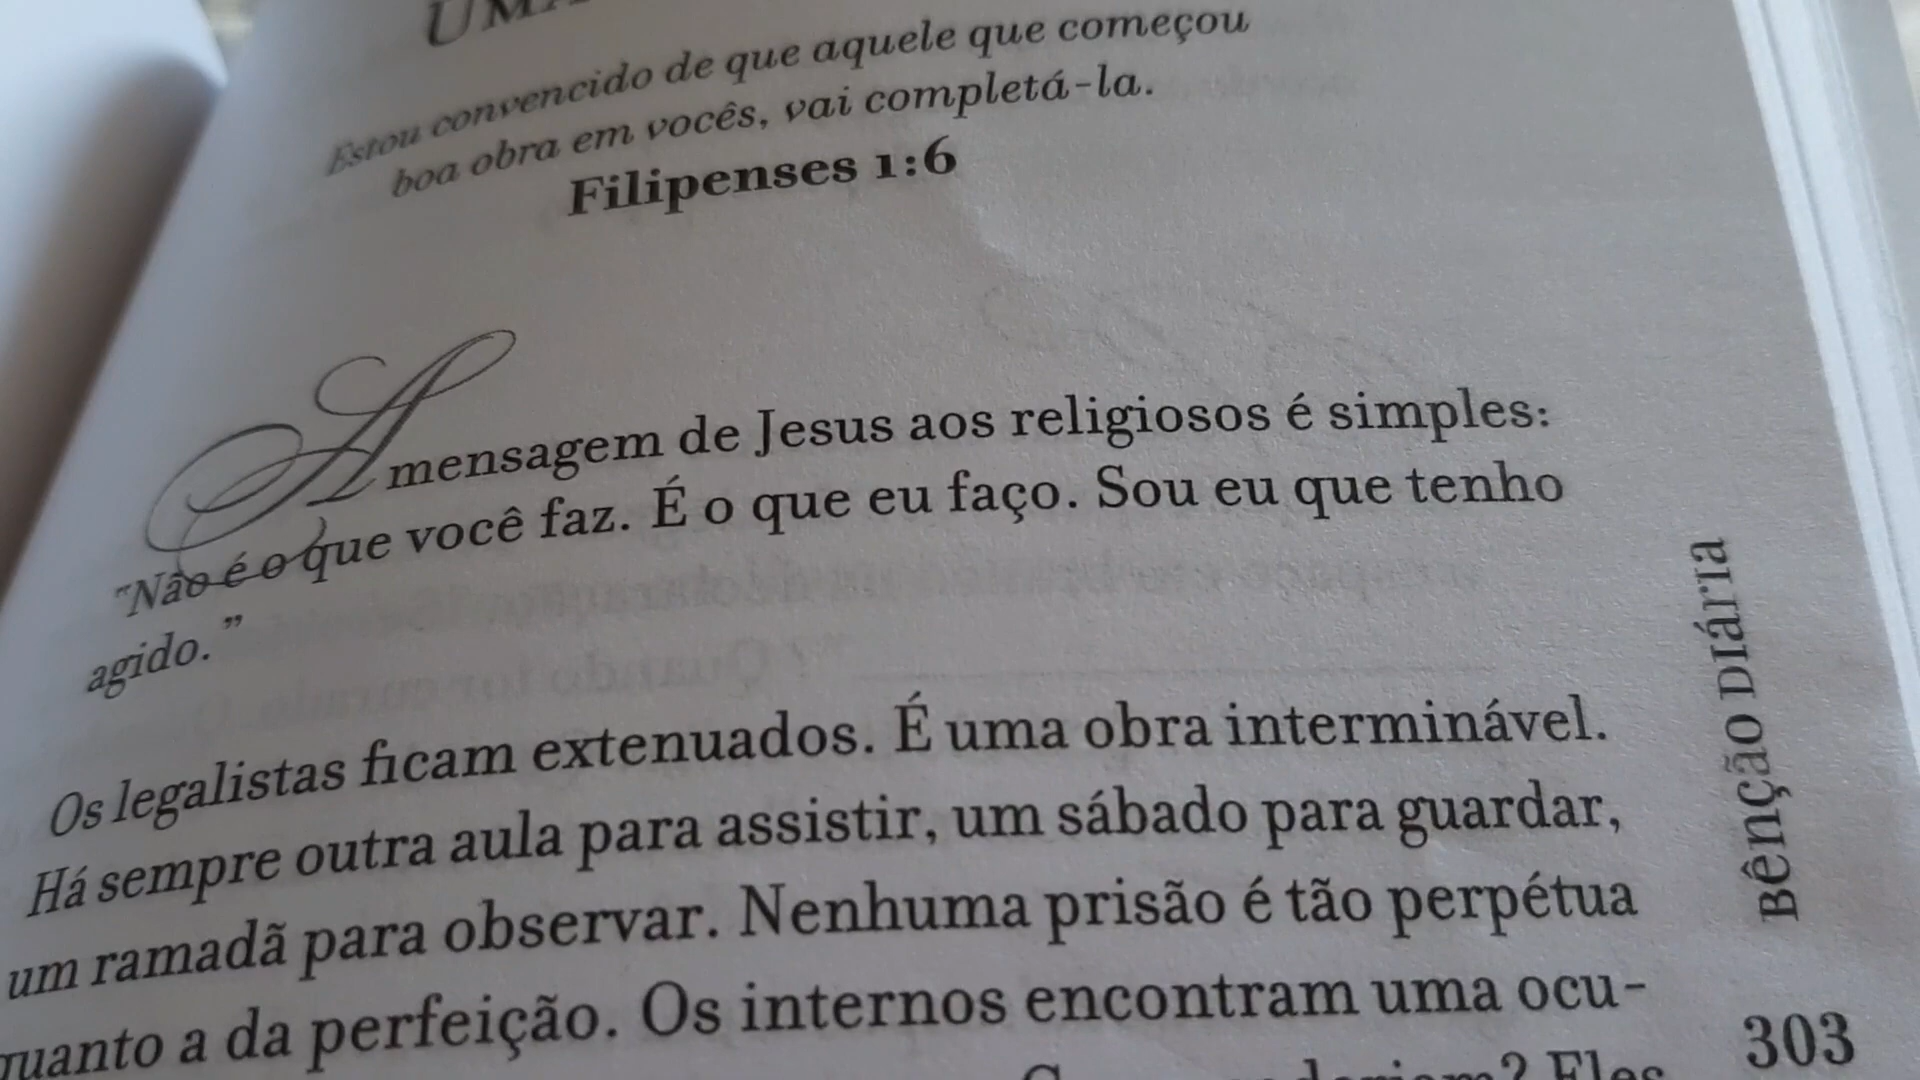 Estou convencido de que aquele que começou
boa obra em vocês, vai completá-la.
Filipenses 1:6
A mensagem de Jesus aos religiosos é simples:
"Não é o que você faz. É o que eu faço. Sou eu que tenho
agido.”
Os legalistas ficam extenuados. É uma obra interminável.
Há sempre outra aula para assistir, um sábado para guardar,
um ramadã para observar. Nenhuma prisão é tão perpétua
quanto a da perfeição. Os internos encontram uma ocu-
Eles
Bênção Diária
303